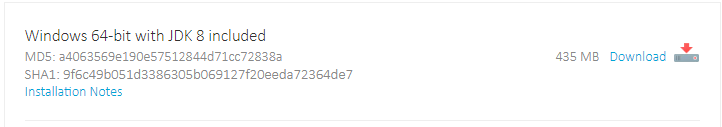 Windows 64-bit with JDK 8 included
MD5: a4063569e190e57512844d71cc72838a
435 MB Download
SHA1: 9f6c49b051d3386305b069127f20eeda72364de7
Installation Notes